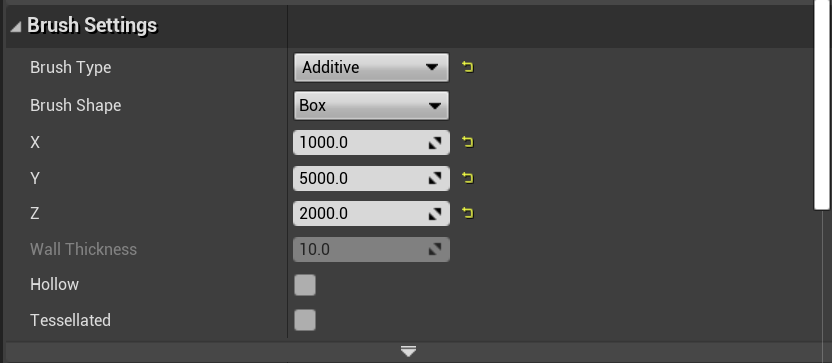 Brush Settings
Brush Type Additive
Brush Shape Box
X 1000.0
Y 5000.0
Z 2000.0
Wall Thickness 10.0
Hollow
Tessellated